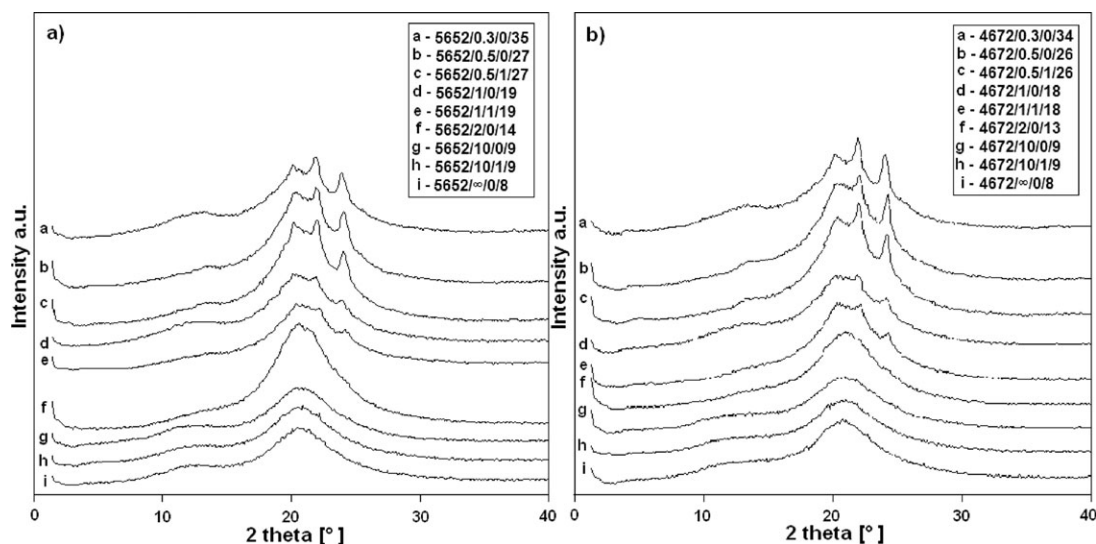 a)
a - 5652/0.3/0/35
b - 5652/0.5/0/27
c - 5652/0.5/1/27
d - 5652/1/0/19
e - 5652/1/1/19
f - 5652/2/0/14
g - 5652/10/0/9
h - 5652/10/1/9
i - 5652/∞/0/8
Intensity a.u.
a
b
c
d
e
f
g
h
i
0 10 20 30 40
2 theta [°]
b)
a - 4672/0.3/0/34
b - 4672/0.5/0/26
c - 4672/0.5/1/26
d - 4672/1/0/18
e - 4672/1/1/18
f - 4672/2/0/13
g - 4672/10/0/9
h - 4672/10/1/9
i - 4672/∞/0/8
Intensity a.u.
a
b
c
d
e
f
g
h
i
0 10 20 30 40
2 theta [°]